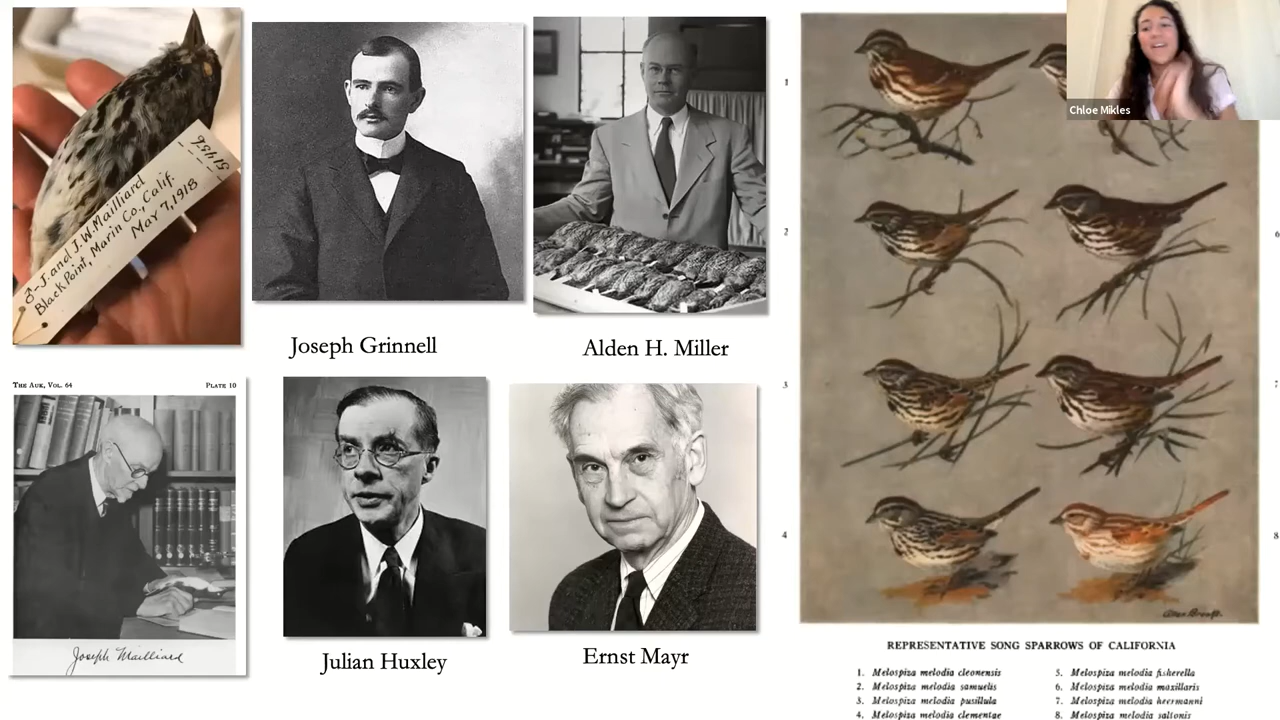 51456
♂-J. and J.W. Mailliard
Black Point, Marin Co., Calif.
May 7, 1918
Joseph Grinnell
Alden H. Miller
THE AUK, VOL. 64
PLATE 10
Joseph Mailliard
Julian Huxley
Ernst Mayr
Chloe Mikles
1
2
3
4
6
7
8
Allan Brooks.
REPRESENTATIVE SONG SPARROWS OF CALIFORNIA
1. Melospiza melodia cleonensis
2. Melospiza melodia samuelis
3. Melospiza melodia pusillula
4. Melospiza melodia clementae
5. Melospiza melodia fisherella
6. Melospiza melodia maxillaris
7. Melospiza melodia heermanni
8. Melospiza melodia saltonis